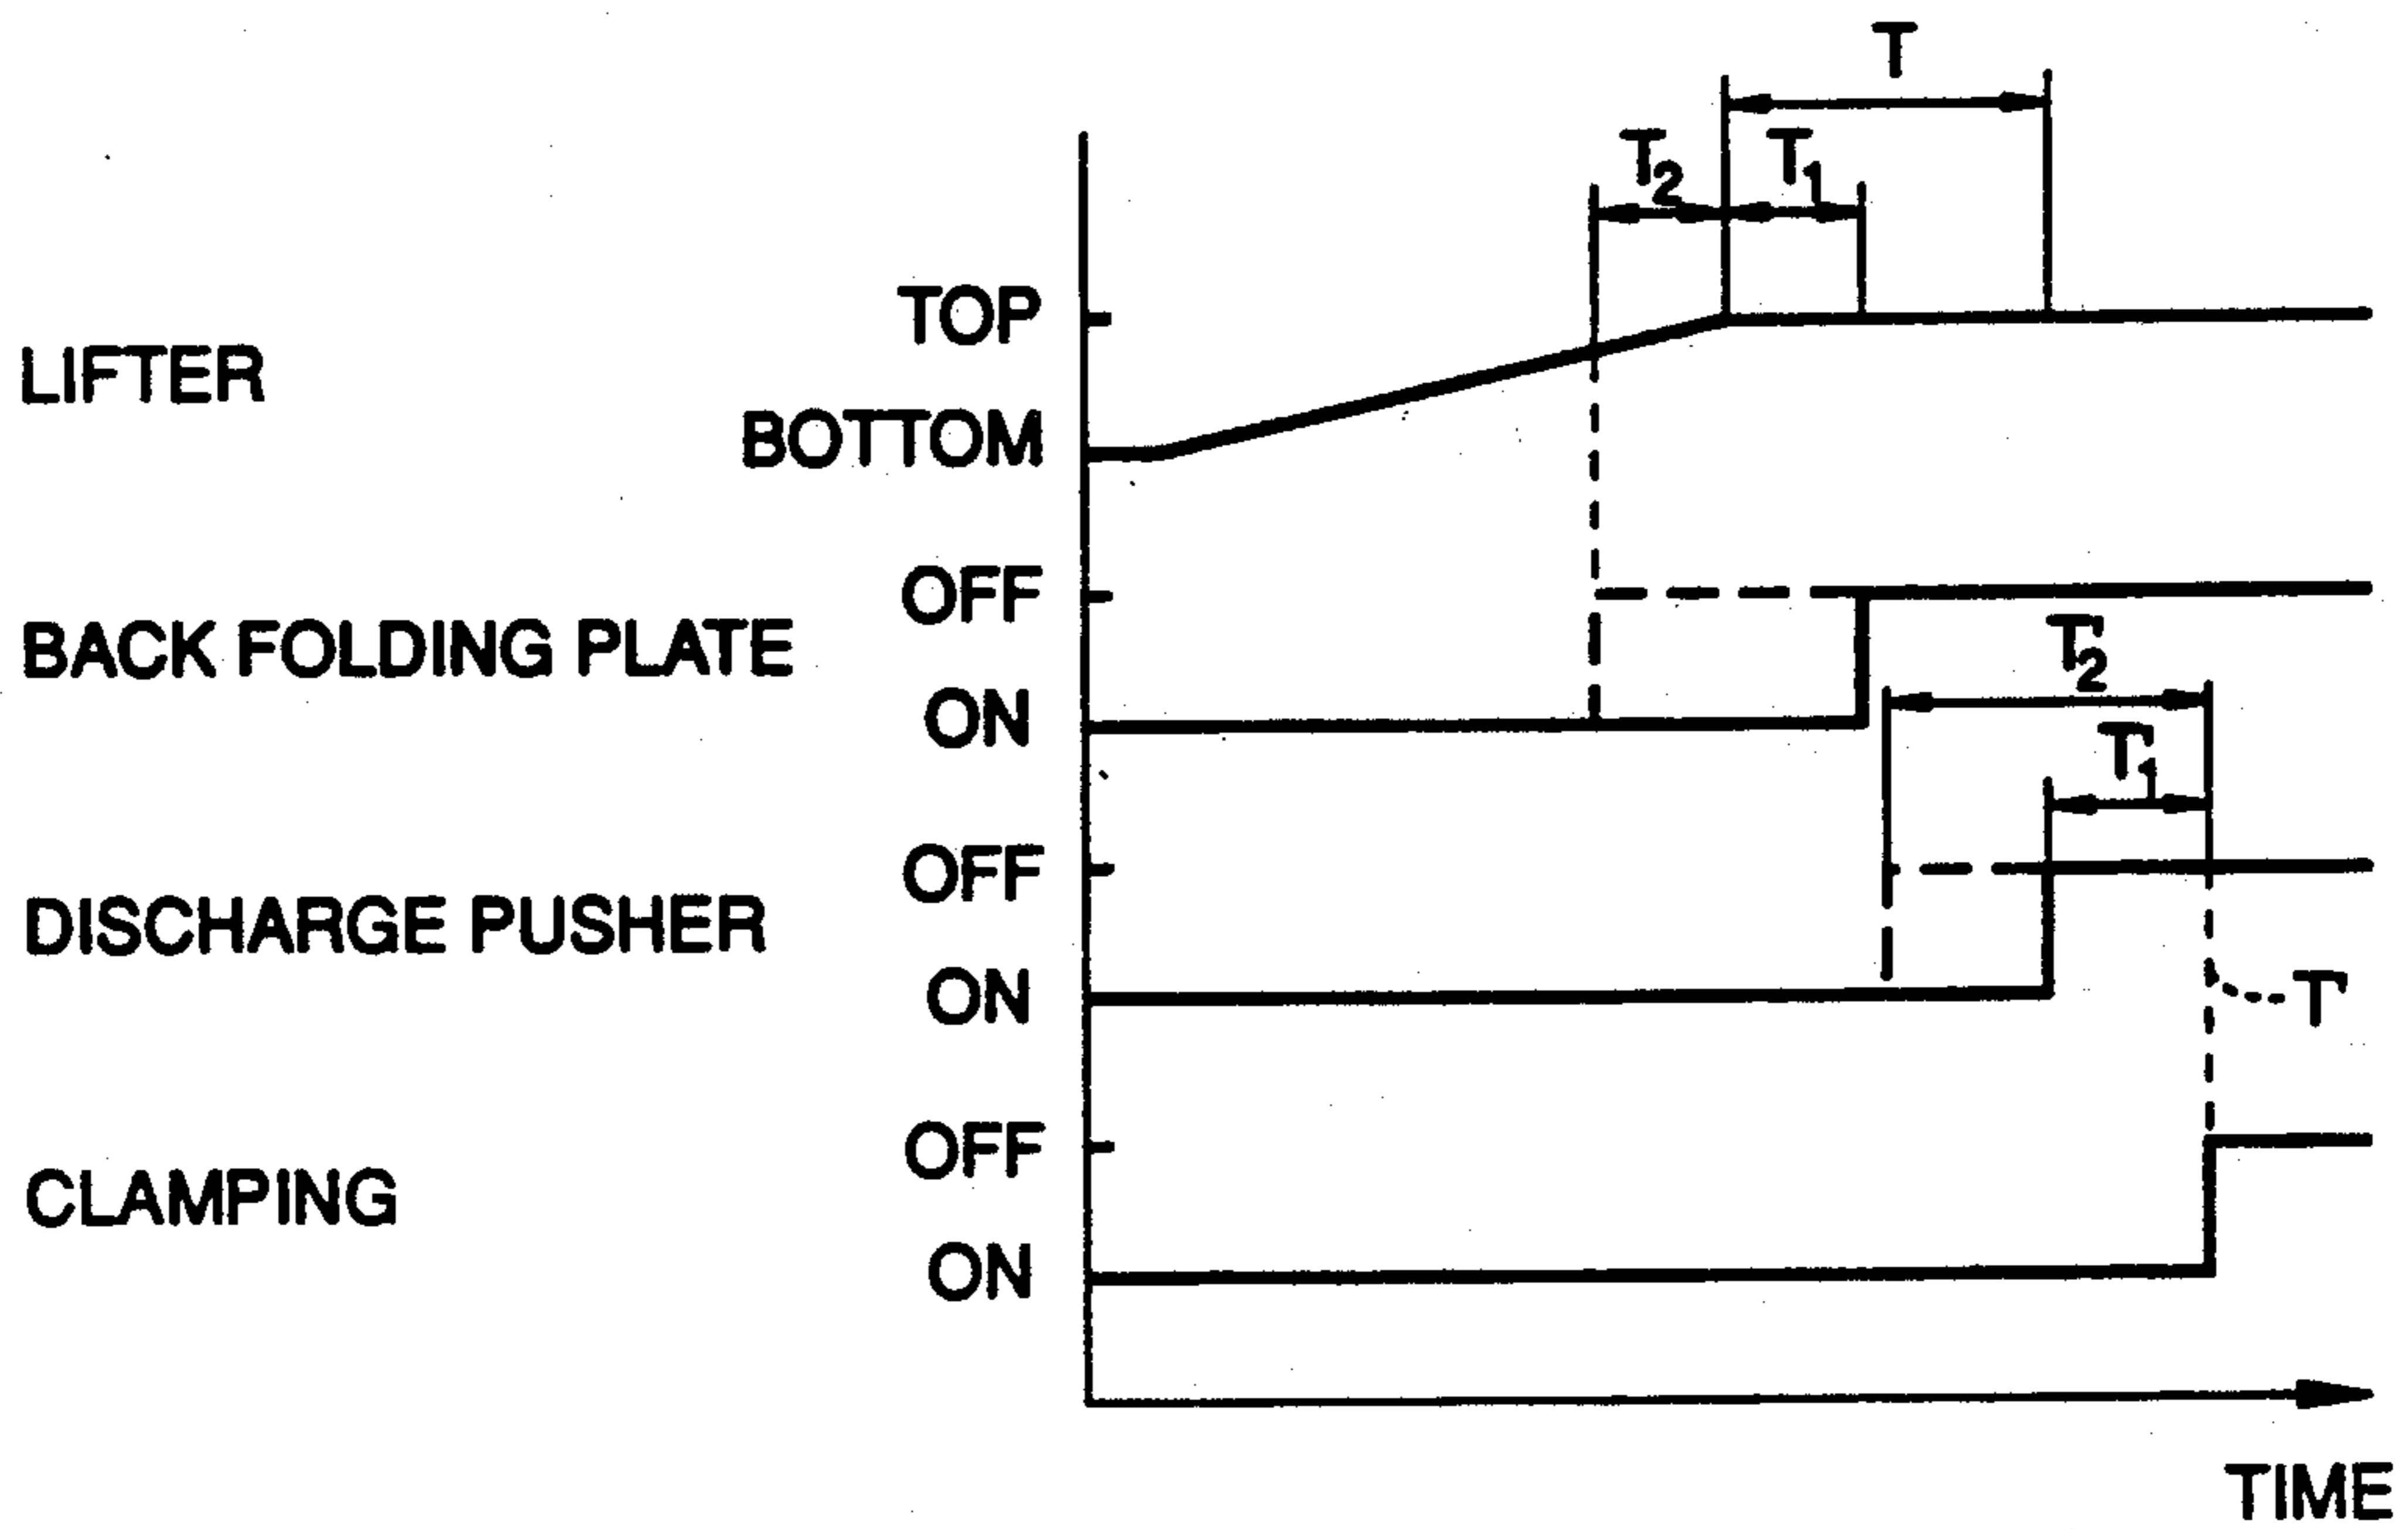 T
T2 T1
TOP
LIFTER
BOTTOM
OFF
BACK FOLDING PLATE
T'2
ON
T'1
OFF
DISCHARGE PUSHER
ON
T'
OFF
CLAMPING
ON
TIME